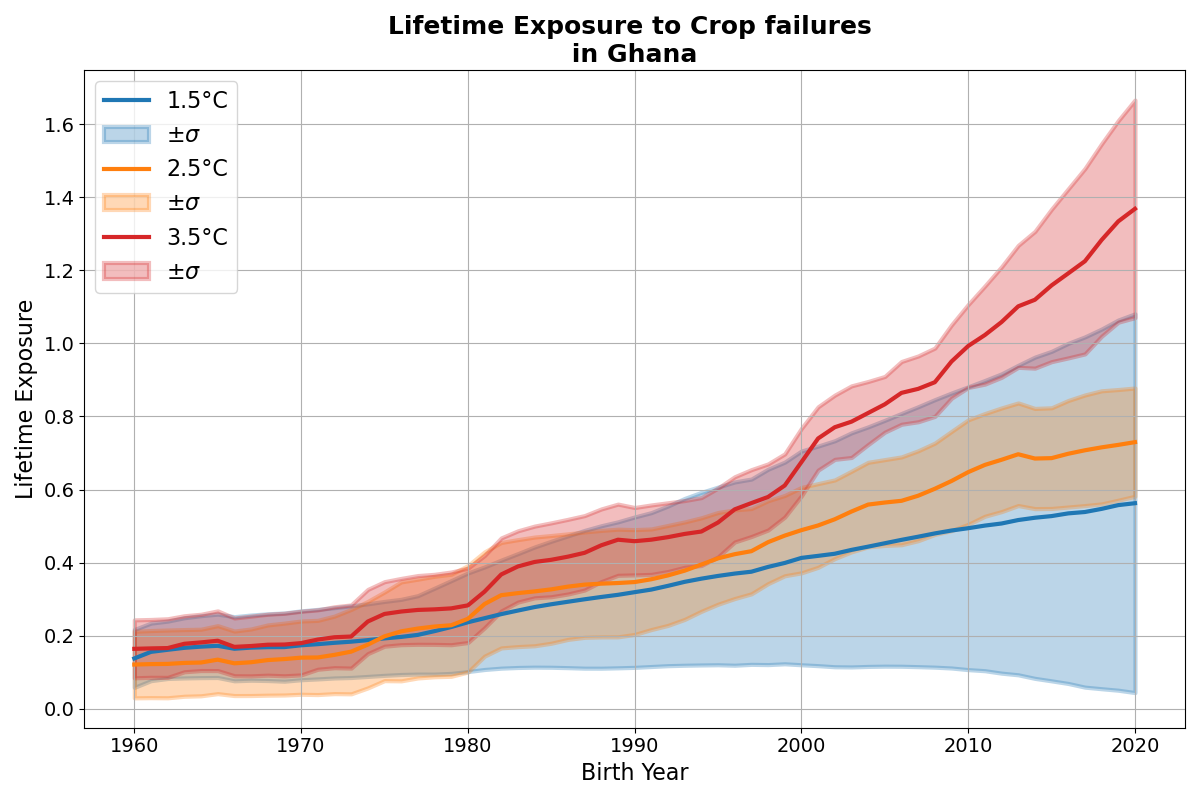 Lifetime Exposure to Crop failures
in Ghana
1.5°C
±σ
2.5°C
±σ
3.5°C
±σ
Lifetime Exposure
1.6
1.4
1.2
1.0
0.8
0.6
0.4
0.2
0.0
1960 1970 1980 1990 2000 2010 2020
Birth Year